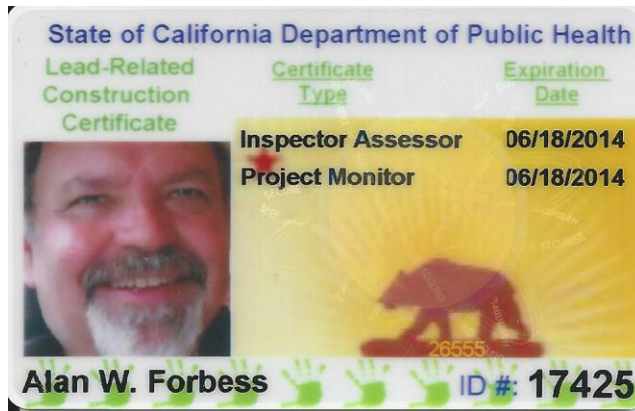 State of California Department of Public Health
Lead-Related Construction Certificate
Certificate Type
Expiration Date
Inspector Assessor 06/18/2014
Project Monitor 06/18/2014
26555
Alan W. Forbess ID #: 17425